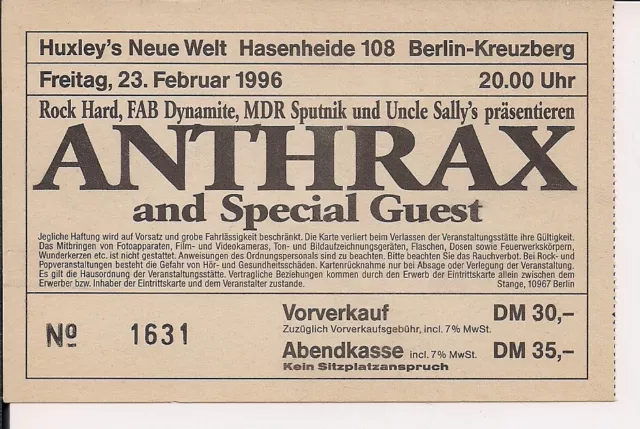 Huxley's Neue Welt Hasenheide 108 Berlin-Kreuzberg
Freitag, 23. Februar 1996 20.00 Uhr
Rock Hard, FAB Dynamite, MDR Sputnik und Uncle Sally's präsentieren
ANTHRAX
and Special Guest
Jegliche Haftung wird auf Vorsatz und grobe Fahrlässigkeit beschränkt. Die Karte verliert beim Verlassen der Veranstaltungsstätte ihre Gültigkeit.
Das Mitbringen von Fotoapparaten, Film- und Videokameras, Ton- und Bildaufzeichnungsgeräten, Flaschen, Dosen sowie Feuerwerkskörpern,
Wunderkerzen etc. ist nicht gestattet. Anweisungen des Ordnungspersonals sind zu beachten. Bitte beachten Sie das Rauchverbot. Bei Rock- und
Popveranstaltungen besteht die Gefahr von Hör- und Gesundheitsschäden. Kartenrücknahme nur bei Absage oder Verlegung der Veranstaltung.
Es gilt die Hausordnung der Veranstaltungsstätte. Vertragliche Beziehungen kommen durch den Erwerb der Eintrittskarte allein zwischen dem
Erwerber bzw. Inhaber der Eintrittskarte und dem Veranstalter zustande. Stange, 10967 Berlin
Vorverkauf DM 30,–
Zuzüglich Vorverkaufsgebühr, incl. 7% MwSt.
Nº 1631
Abendkasse incl. 7% MwSt. DM 35,–
Kein Sitzplatzanspruch